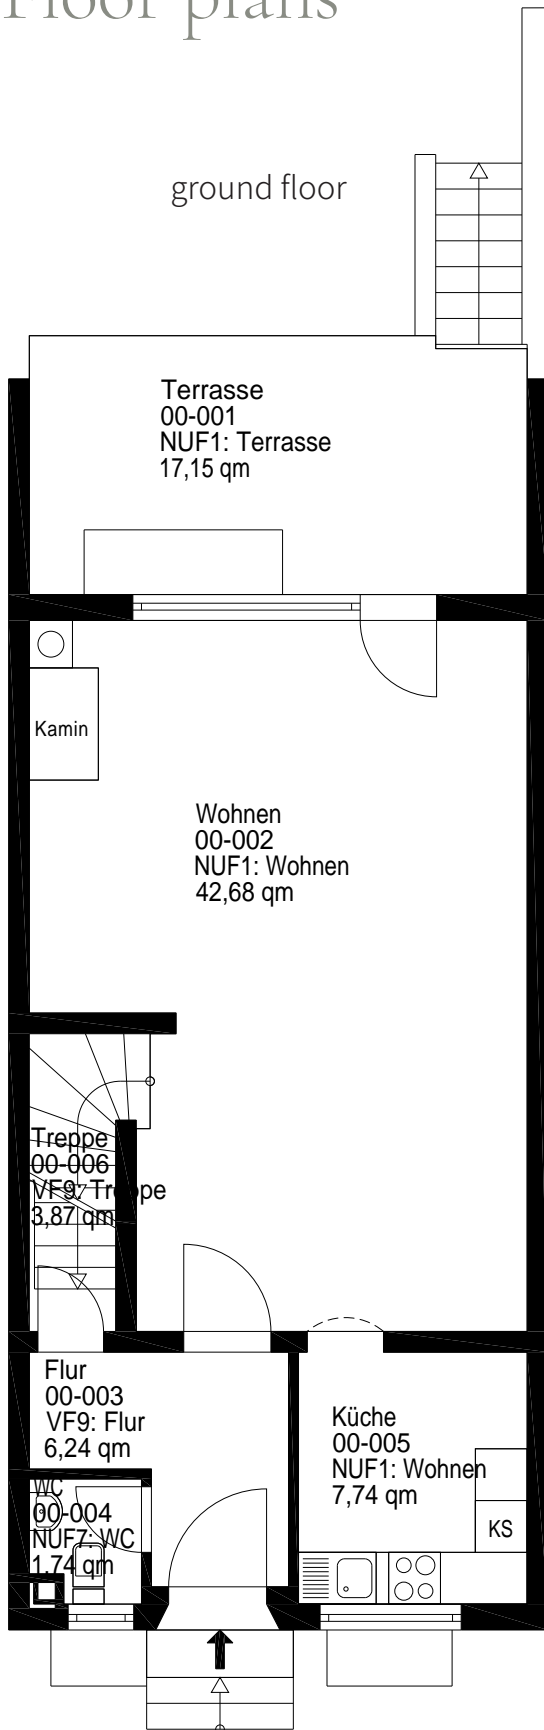 Floor plans
ground floor
Terrasse
00-001
NUF1: Terrasse
17,15 qm
Kamin
Wohnen
00-002
NUF1: Wohnen
42,68 qm
Treppe
00-006
VF9: Treppe
3,87 qm
Flur
00-003
VF9: Flur
6,24 qm
Küche
00-005
NUF1: Wohnen
7,74 qm
KS
WC
00-004
NUF7: WC
1,74 qm